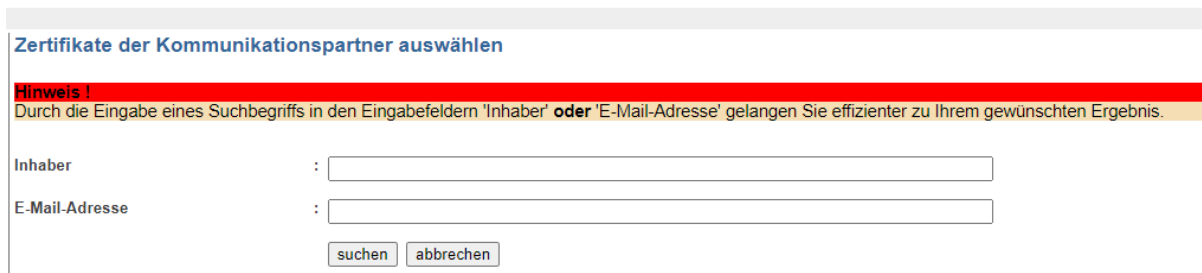 Zertifikate der Kommunikationspartner auswählen
Hinweis !
Durch die Eingabe eines Suchbegriffs in den Eingabefeldern 'Inhaber' oder 'E-Mail-Adresse' gelangen Sie effizienter zu Ihrem gewünschten Ergebnis.
Inhaber :
E-Mail-Adresse :
suchen abbrechen